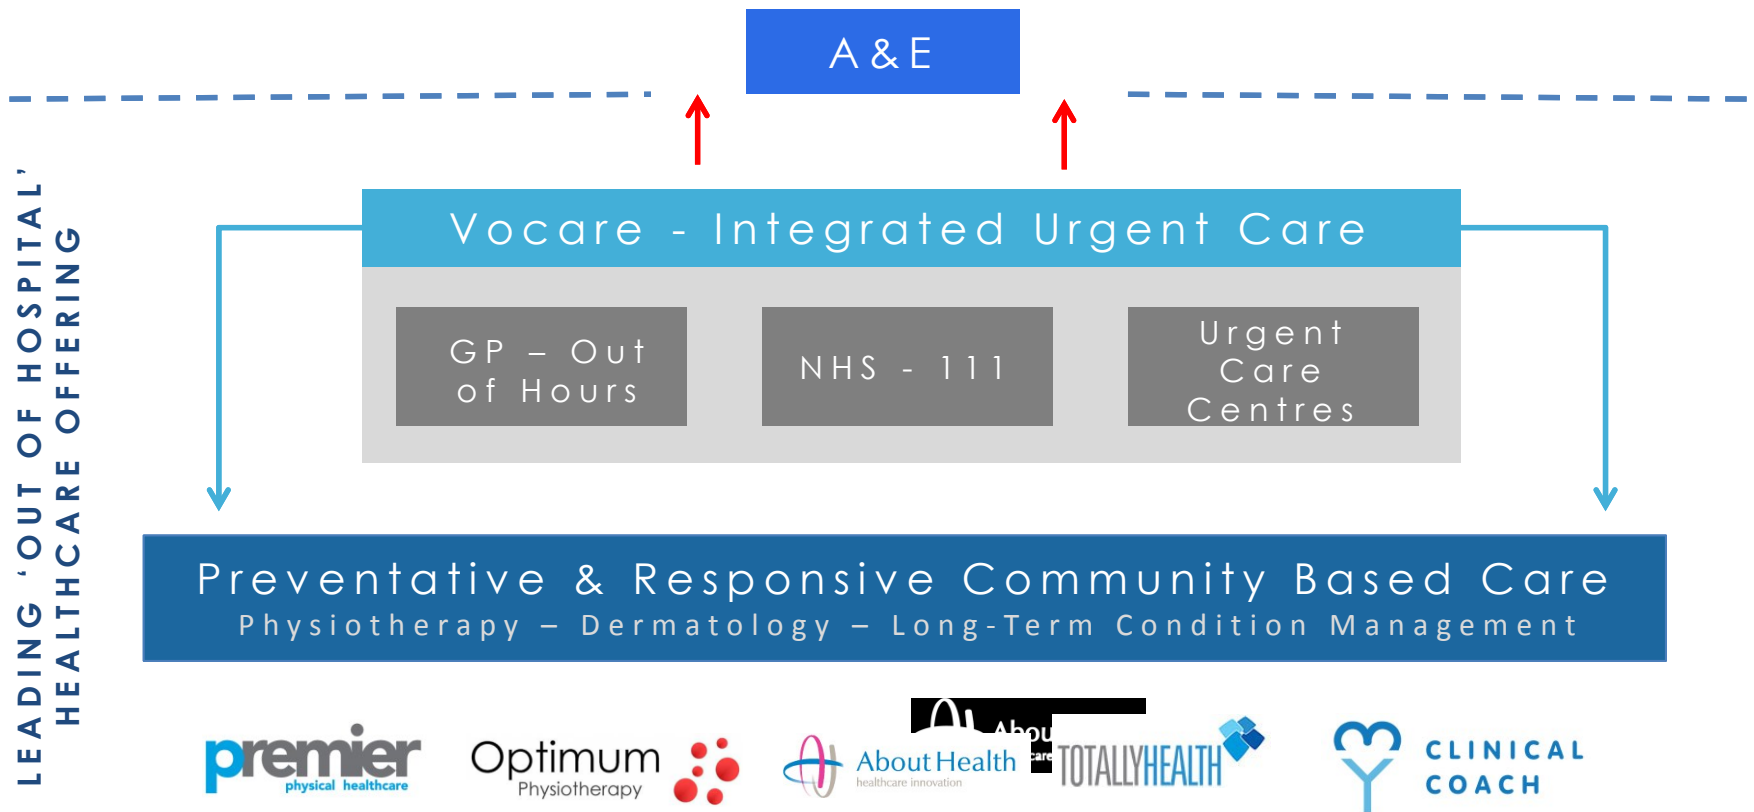 A & E
LEADING ‘OUT OF HOSPITAL’
HEALTHCARE OFFERING
Vocare - Integrated Urgent Care
GP – Out
of Hours
NHS - 111
Urgent
Care
Centres
Preventative & Responsive Community Based Care
Physiotherapy – Dermatology – Long-Term Condition Management
premier
physical healthcare
Optimum
Physiotherapy
About Health
healthcare innovation
TOTALLYHEALTH
CLINICAL
COACH